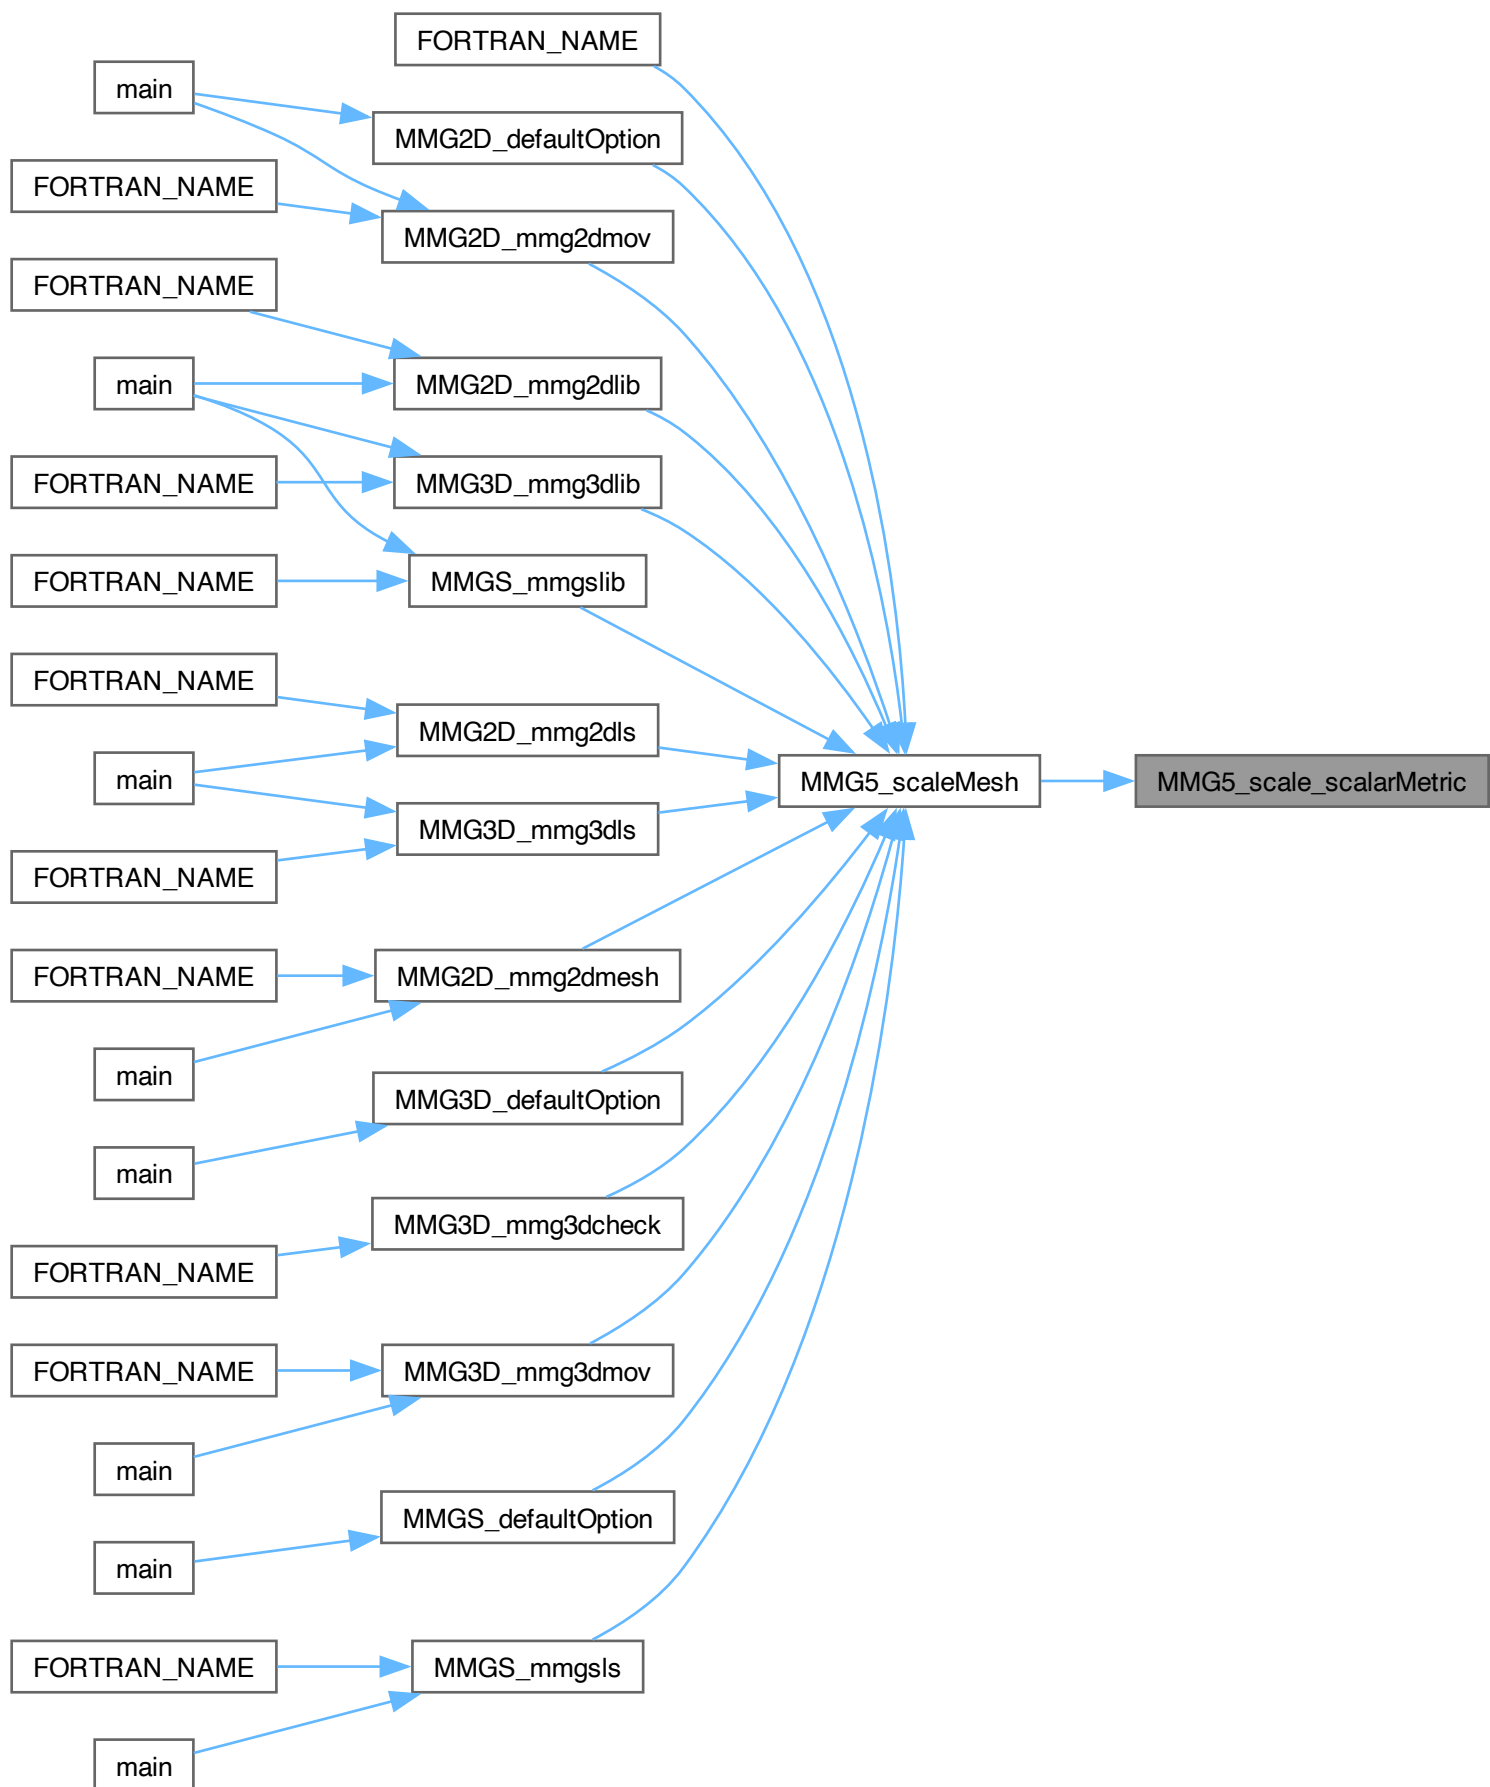 FORTRAN_NAME
main
MMG2D_defaultOption
FORTRAN_NAME
MMG2D_mmg2dmov
FORTRAN_NAME
main
MMG2D_mmg2dlib
FORTRAN_NAME
MMG3D_mmg3dlib
FORTRAN_NAME
MMGS_mmgslib
FORTRAN_NAME
MMG2D_mmg2dls
main
MMG5_scaleMesh
MMG5_scale_scalarMetric
MMG3D_mmg3dls
FORTRAN_NAME
FORTRAN_NAME
MMG2D_mmg2dmesh
main
MMG3D_defaultOption
main
MMG3D_mmg3dcheck
FORTRAN_NAME
FORTRAN_NAME
MMG3D_mmg3dmov
main
MMGS_defaultOption
main
FORTRAN_NAME
MMGS_mmgsls
main